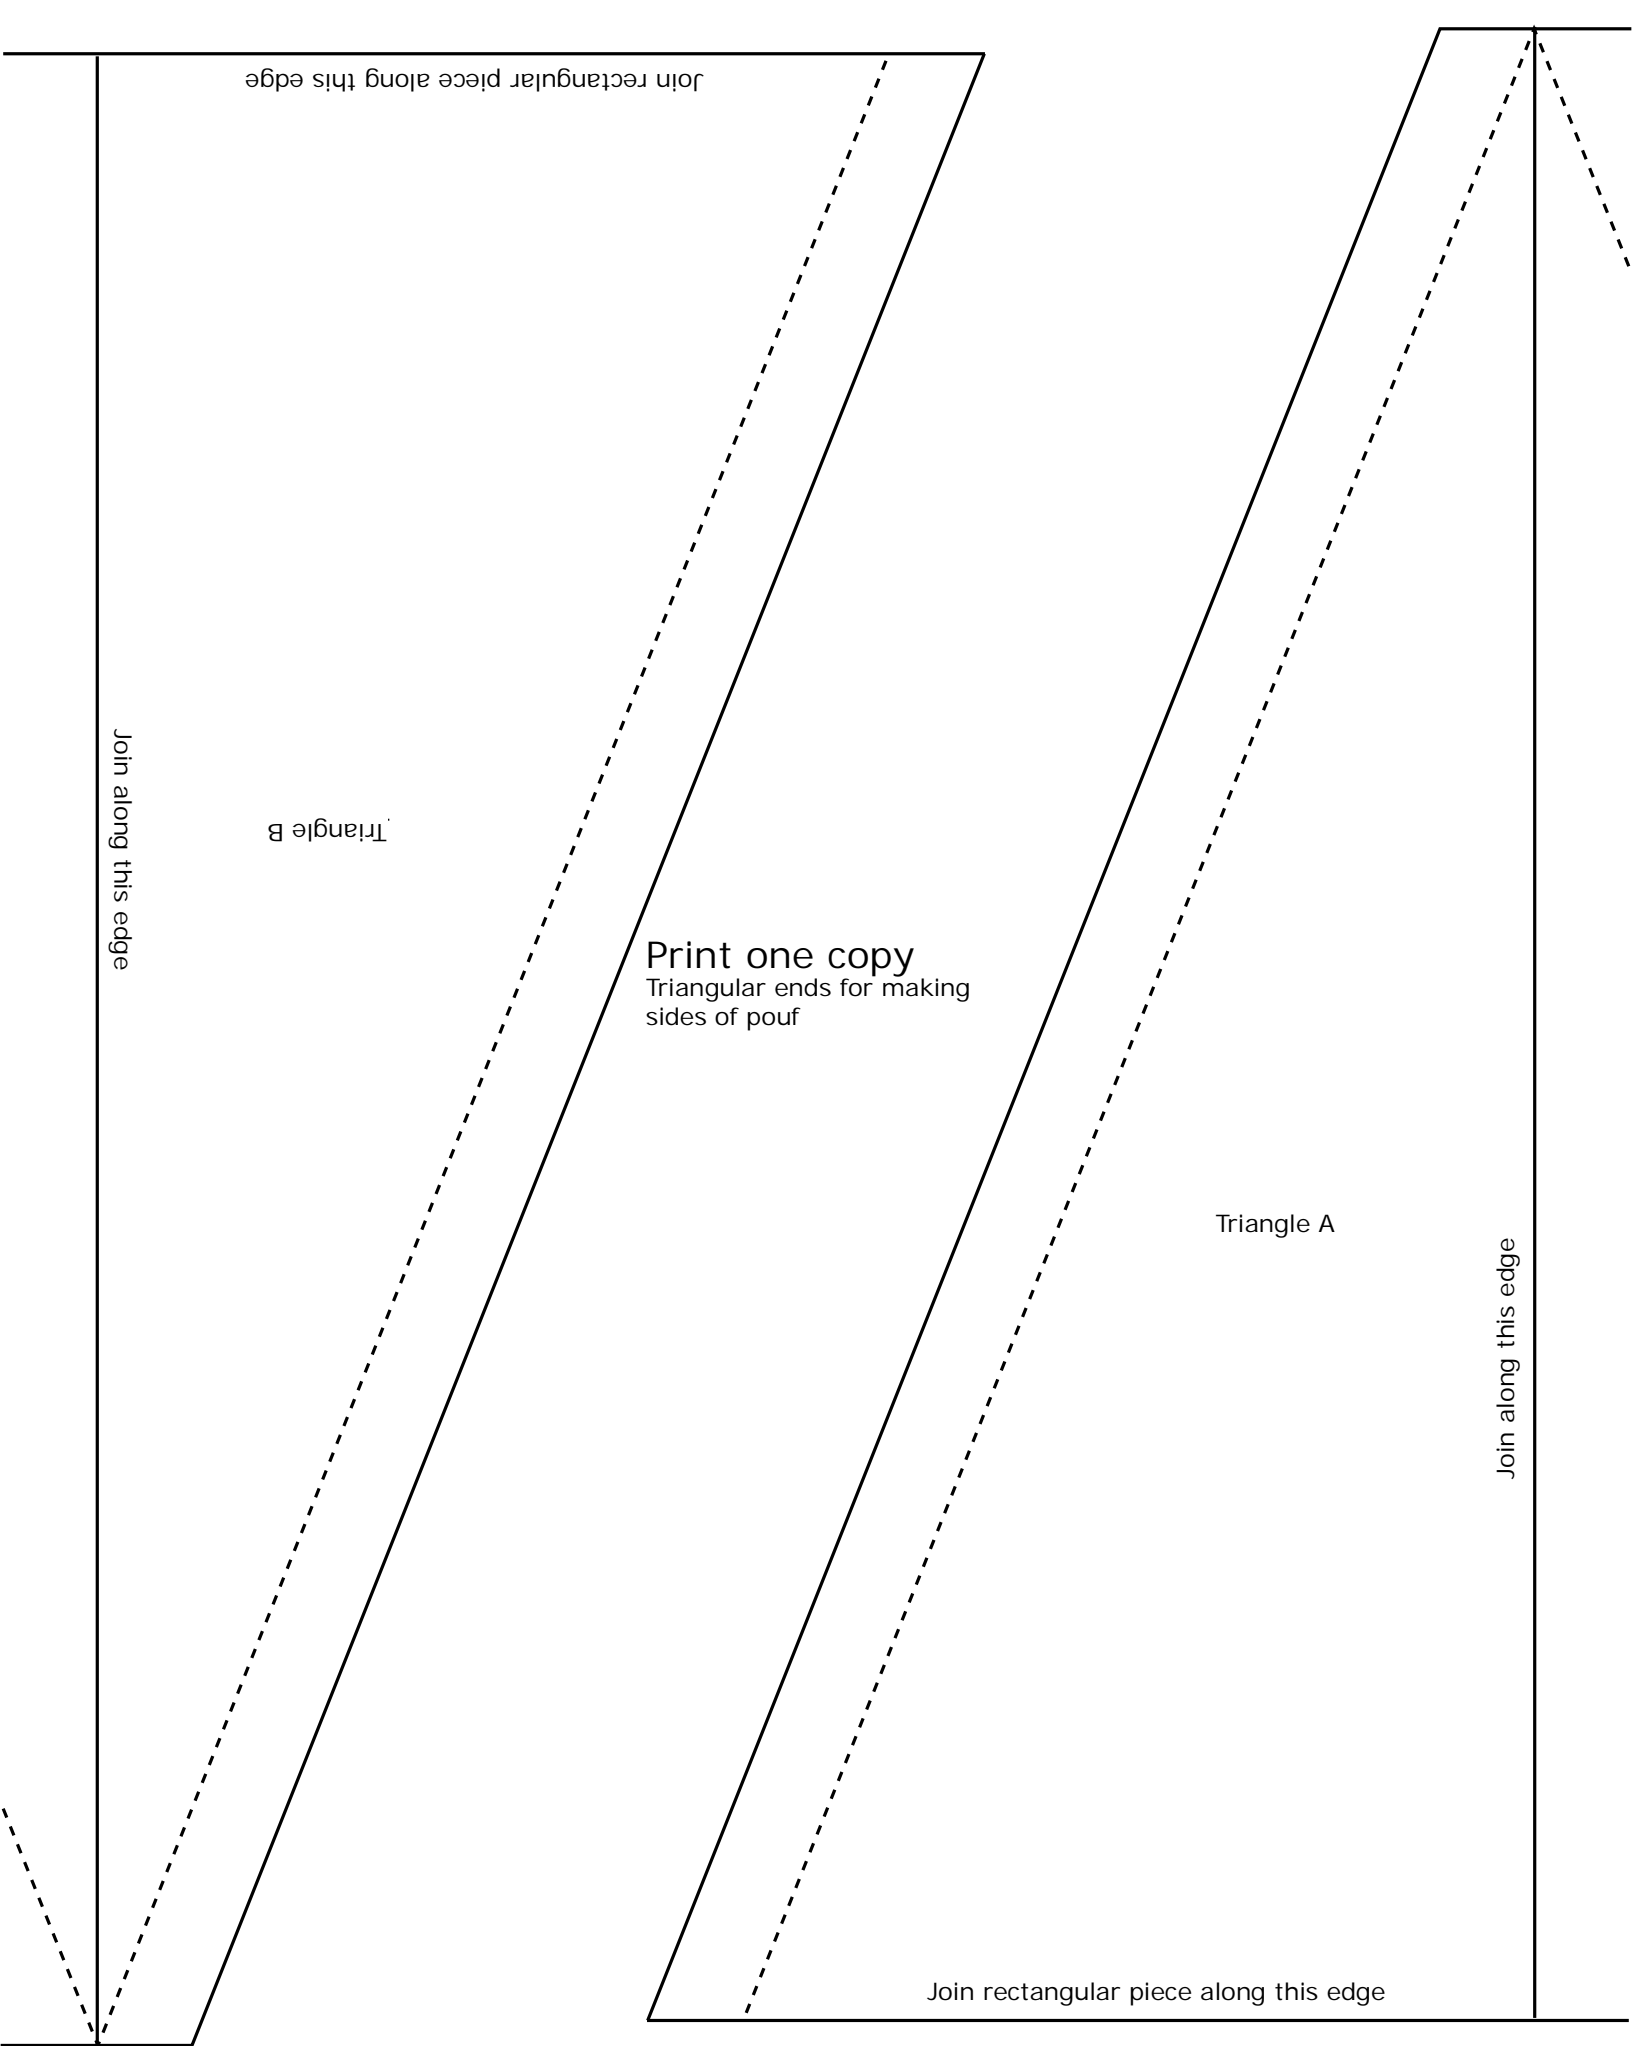 Join rectangular piece along this edge
Join along this edge
Triangle B
Print one copy
Triangular ends for making
sides of pouf
Triangle A
Join along this edge
Join rectangular piece along this edge